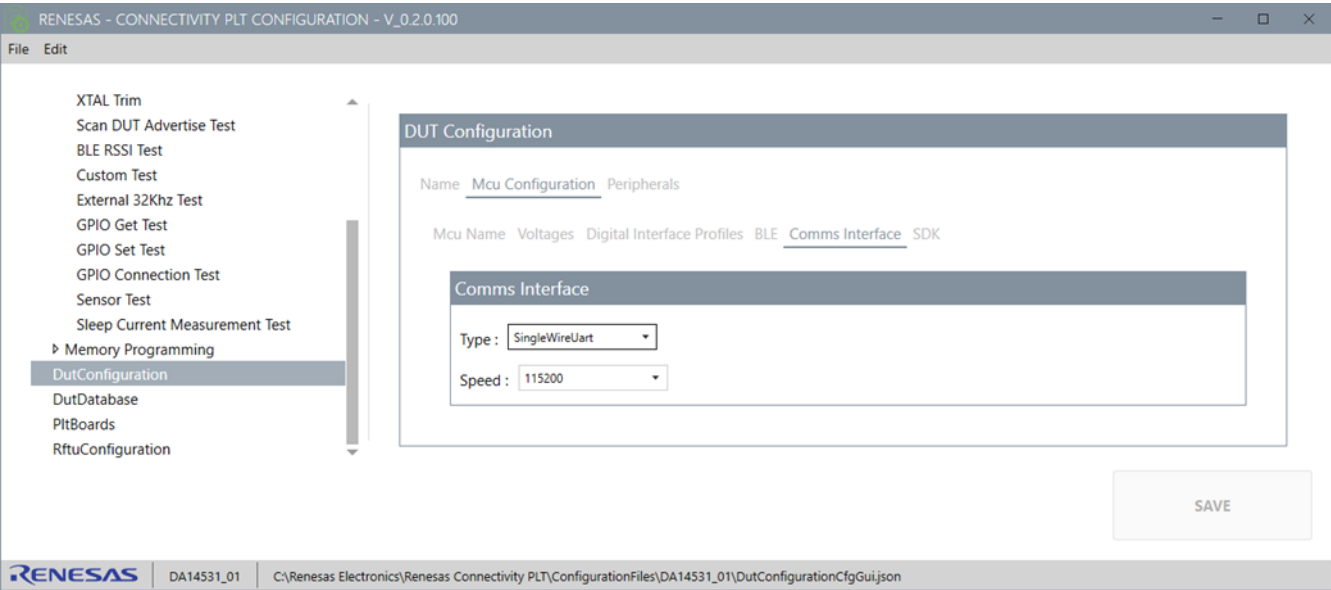 RENESAS - CONNECTIVITY PLT CONFIGURATION - V_0.2.0.100
File Edit
XTAL Trim
Scan DUT Advertise Test
BLE RSSI Test
Custom Test
External 32Khz Test
GPIO Get Test
GPIO Set Test
GPIO Connection Test
Sensor Test
Sleep Current Measurement Test
Memory Programming
DutConfiguration
DutDatabase
PltBoards
RftuConfiguration
DUT Configuration
Name Mcu Configuration Peripherals
Mcu Name Voltages Digital Interface Profiles BLE Comms Interface SDK
Comms Interface
Type : SingleWireUart
Speed : 115200
SAVE
RENESAS DA14531_01 C:\Renesas Electronics\Renesas Connectivity PLT\ConfigurationFiles\DA14531_01\DutConfigurationCfgGui.json